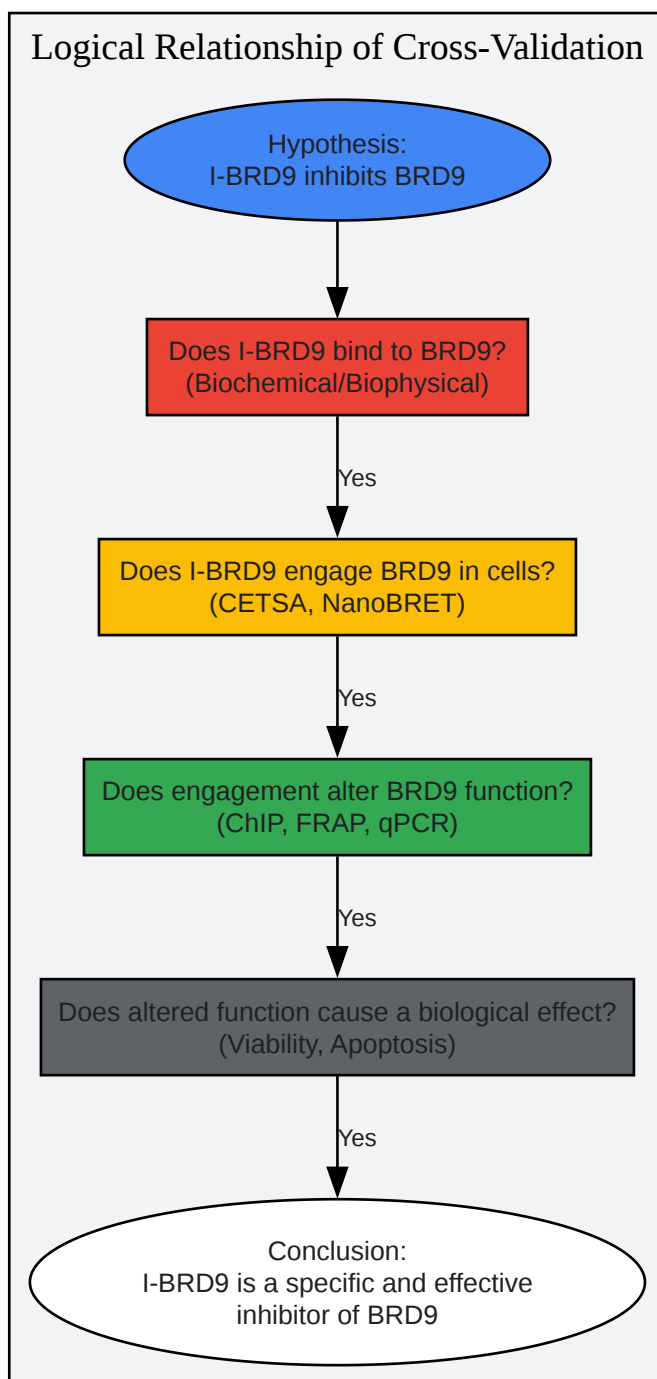 Logical Relationship of Cross-Validation
Hypothesis:
I-BRD9 inhibits BRD9
Does I-BRD9 bind to BRD9?
(Biochemical/Biophysical)
Yes
Does I-BRD9 engage BRD9 in cells?
(CETSA, NanoBRET)
Yes
Does engagement alter BRD9 function?
(ChIP, FRAP, qPCR)
Yes
Does altered function cause a biological effect?
(Viability, Apoptosis)
Yes
Conclusion:
I-BRD9 is a specific and effective
inhibitor of BRD9